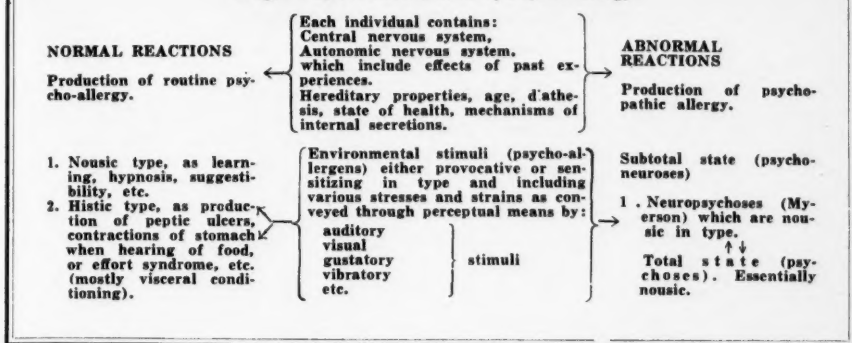 Each individual contains:
Central nervous system,
Autonomic nervous system,
which include effects of past ex-
periences.
Hereditary properties, age, d'athe-
sis, state of health, mechanisms of
internal secretions.
NORMAL REACTIONS
Production of routine psy-
cho-allergy.
ABNORMAL
REACTIONS
Production of psycho-
pathic allergy.
1. Nousic type, as learn-
ing, hypnosis, suggesti-
bility, etc.
2. Histic type, as produc-
tion of peptic ulcers,
contractions of stomach
when hearing of food,
or effort syndrome, etc.
(mostly visceral condi-
tioning).
Environmental stimuli (psycho-al-
lergens) either provocative or sen-
sitizing in type and including
various stresses and strains as con-
veyed through perceptual means by:
auditory
visual
gustatory
vibratory
etc.
stimuli
Subtotal state (psycho-
neuroses)
1 . Neuropsychoses (My-
erson) which are nou-
sic in type.
↑↓
Total state (psy-
choses). Essentially
nousic.